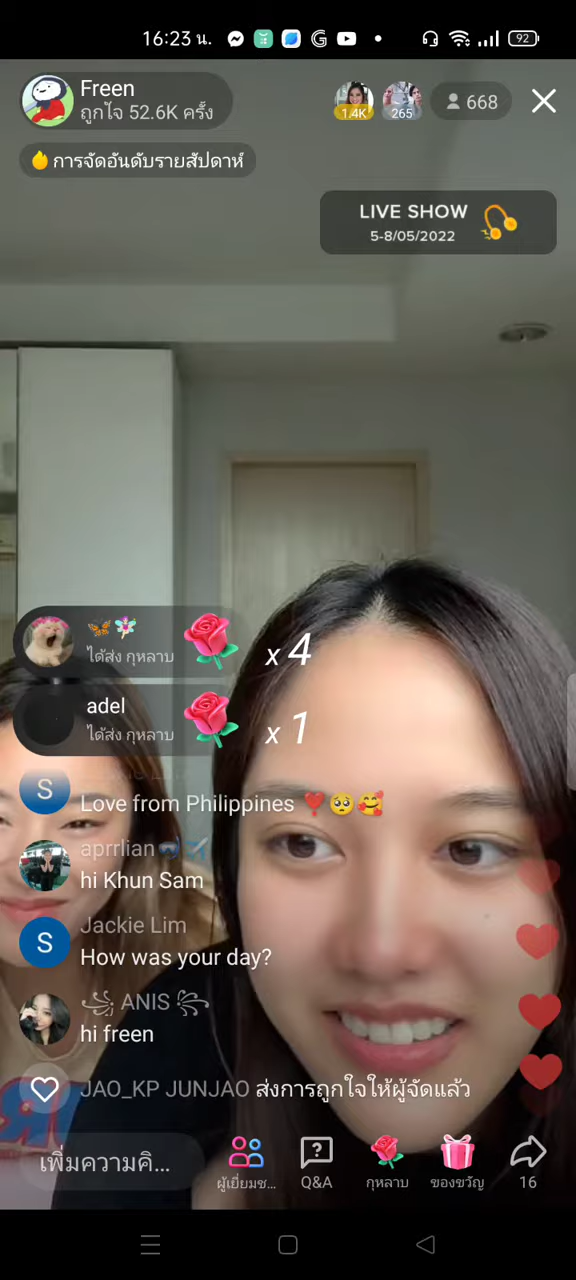 16:23 น.
92
Freen
ถูกใจ 52.6K ครั้ง
1.4K
265
668
การจัดอันดับรายสัปดาห์
LIVE SHOW
5-8/05/2022
ได้ส่ง กุหลาบ
x 4
adel
ได้ส่ง กุหลาบ
x 1
S
Love from Philippines ❣️🥺🥰
aprrlian
hi Khun Sam
S
Jackie Lim
How was your day?
ANIS
hi freen
JAO_KP JUNJAO ส่งการถูกใจให้ผู้จัดแล้ว
เพิ่มความคิ...
ผู้เยี่ยมช...
Q&A
กุหลาบ
ของขวัญ
16